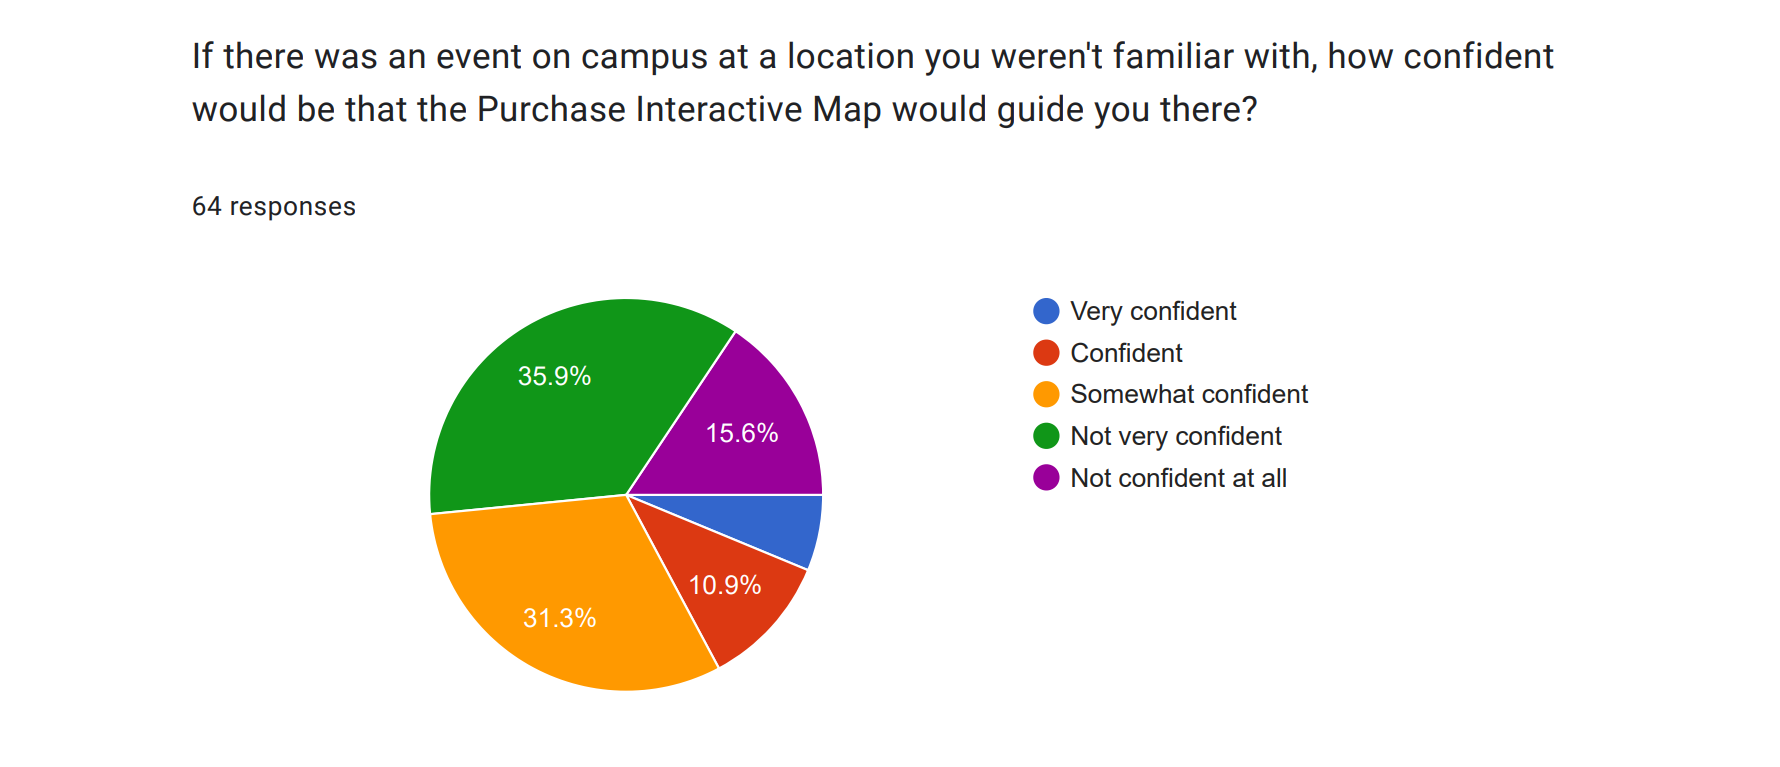 If there was an event on campus at a location you weren't familiar with, how confident
would be that the Purchase Interactive Map would guide you there?
64 responses
35.9%
15.6%
10.9%
31.3%
Very confident
Confident
Somewhat confident
Not very confident
Not confident at all